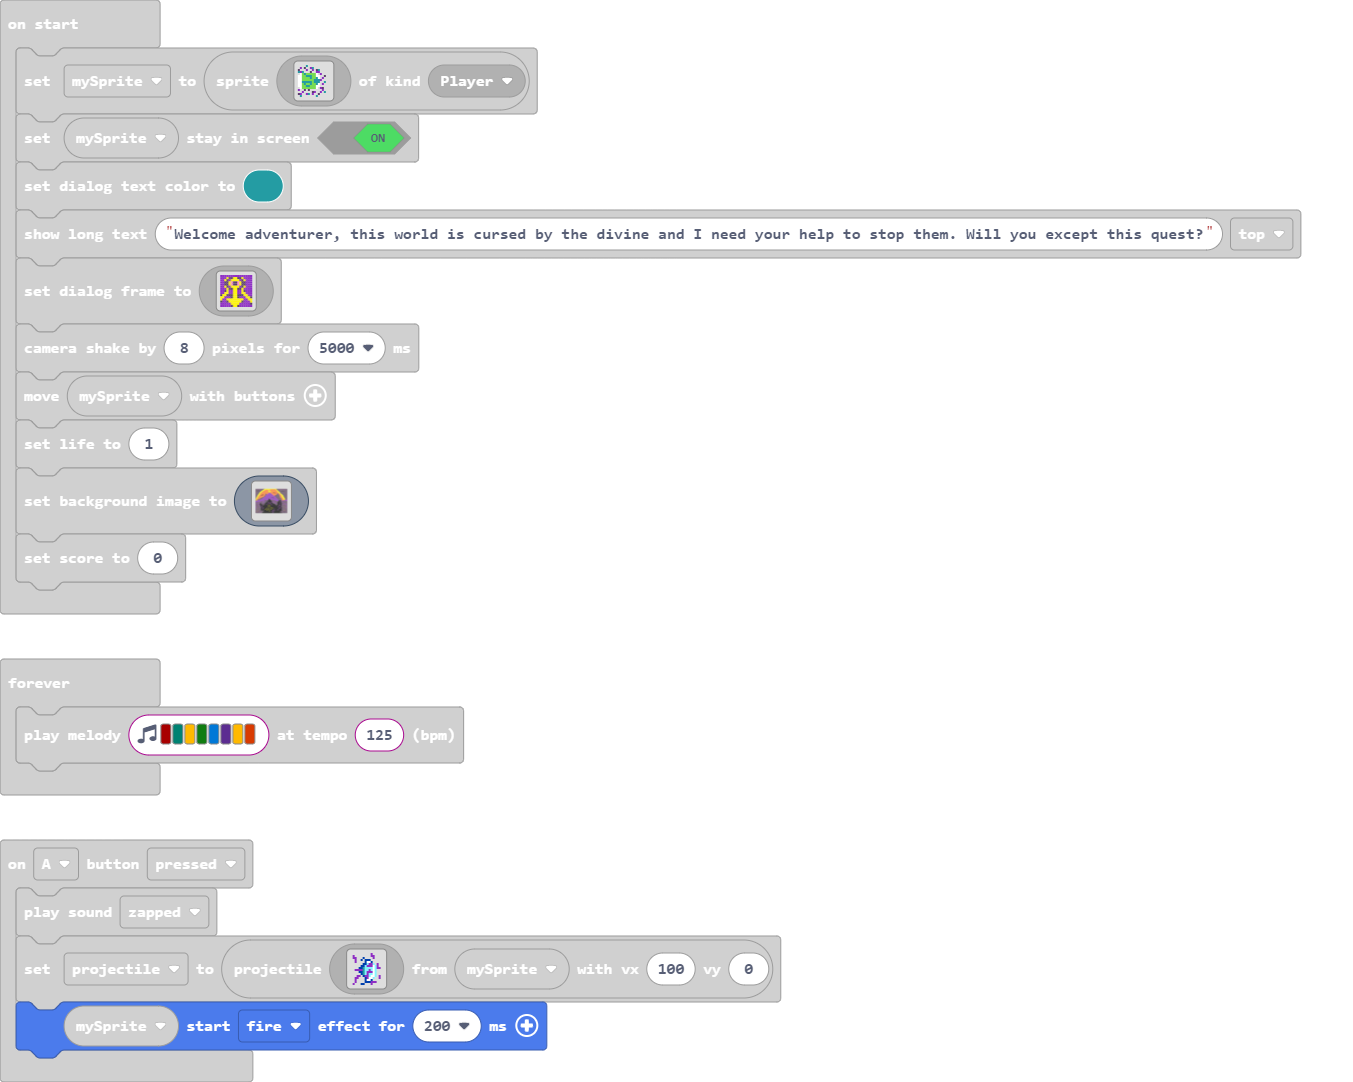 on start
set mySprite to sprite of kind Player
set mySprite stay in screen ON
set dialog text color to
show long text "Welcome adventurer, this world is cursed by the divine and I need your help to stop them. Will you except this quest?" top
set dialog frame to
camera shake by 8 pixels for 5000 ms
move mySprite with buttons
set life to 1
set background image to
set score to 0
forever
play melody at tempo 125 (bpm)
on A button pressed
play sound zapped
set projectile to projectile from mySprite with vx 100 vy 0
mySprite start fire effect for 200 ms